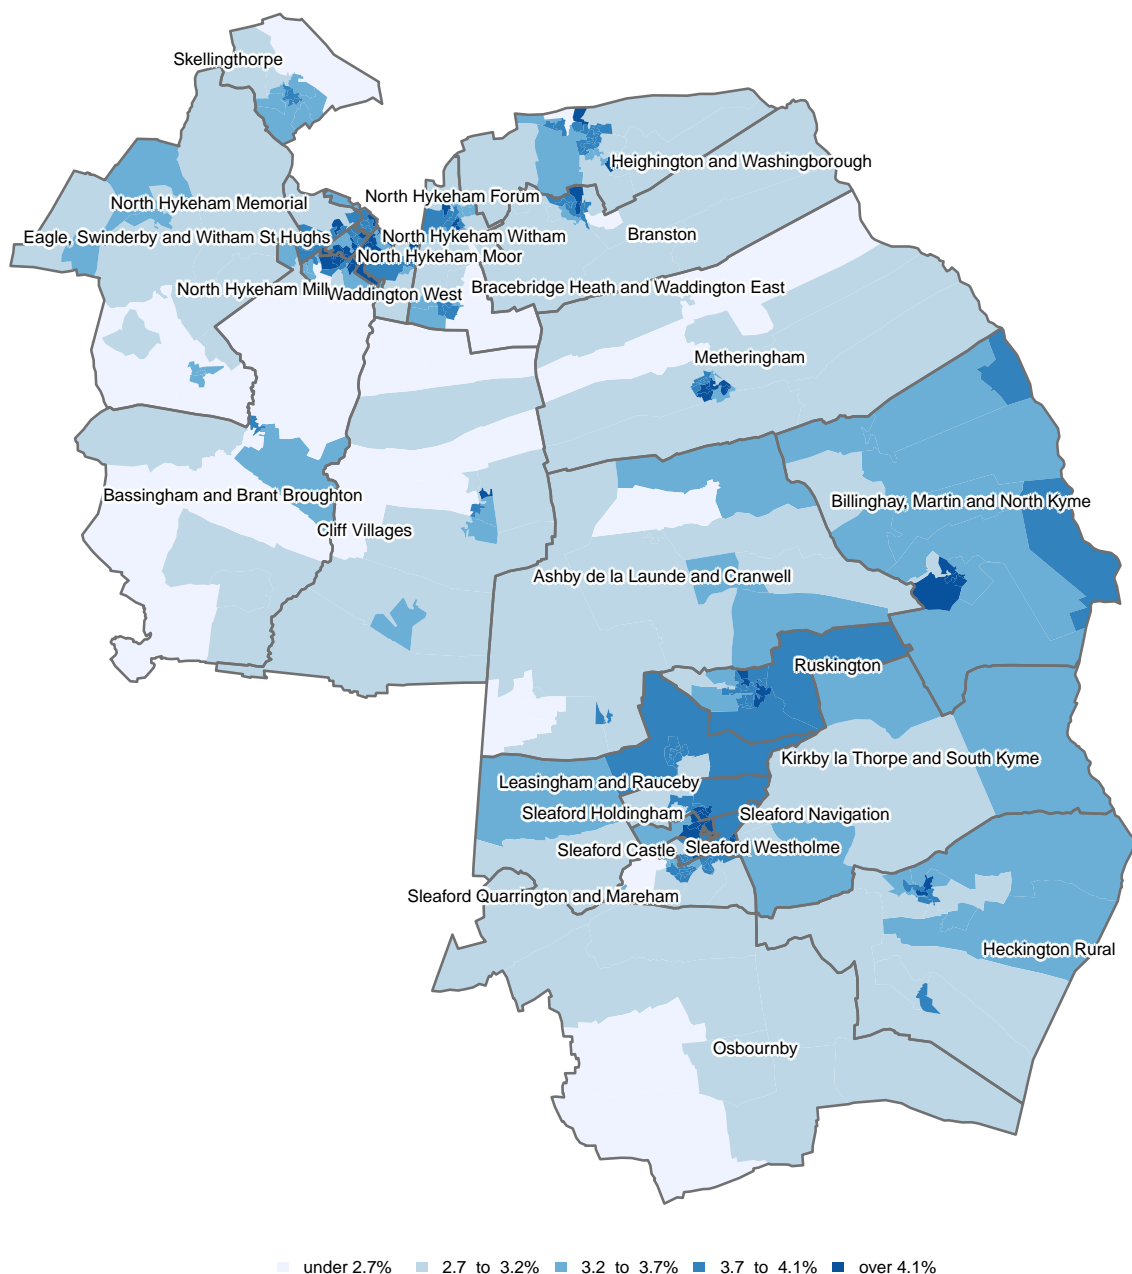 Skellingthorpe
Heighington and Washingborough
North Hykeham Forum
North Hykeham Memorial
Branston
North Hykeham Witham
Eagle, Swinderby and Witham St Hughs
North Hykeham Moor
Bracebridge Heath and Waddington East
North Hykeham Mill
Waddington West
Metheringham
Bassingham and Brant Broughton
Billinghay, Martin and North Kyme
Cliff Villages
Ashby de la Launde and Cranwell
Ruskington
Kirkby la Thorpe and South Kyme
Leasingham and Rauceby
Sleaford Holdingham
Sleaford Navigation
Sleaford Castle
Sleaford Westholme
Sleaford Quarrington and Mareham
Heckington Rural
Osbournby
under 2.7% 2.7 to 3.2% 3.2 to 3.7% 3.7 to 4.1% over 4.1%